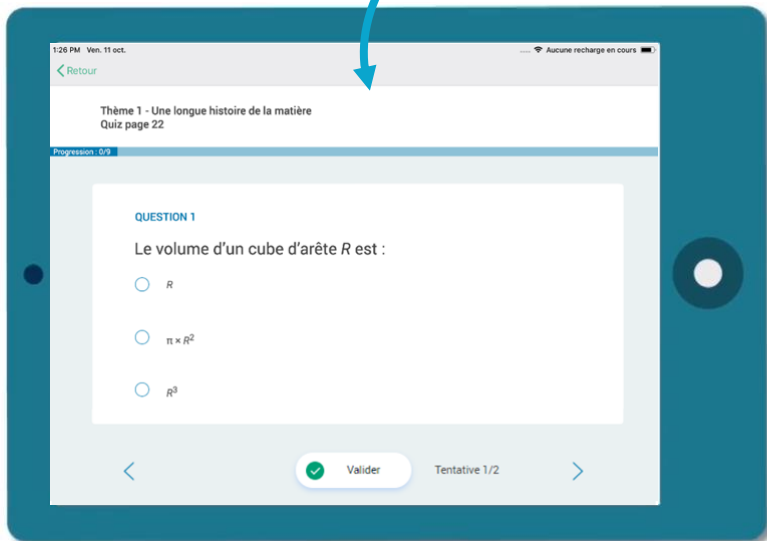 1:26 PM Ven. 11 oct. .... Aucune recharge en cours
Retour
Thème 1 - Une longue histoire de la matière
Quiz page 22
Progression : 0/9
QUESTION 1
Le volume d’un cube d’arête R est :
R
π × R²
R³
Valider Tentative 1/2